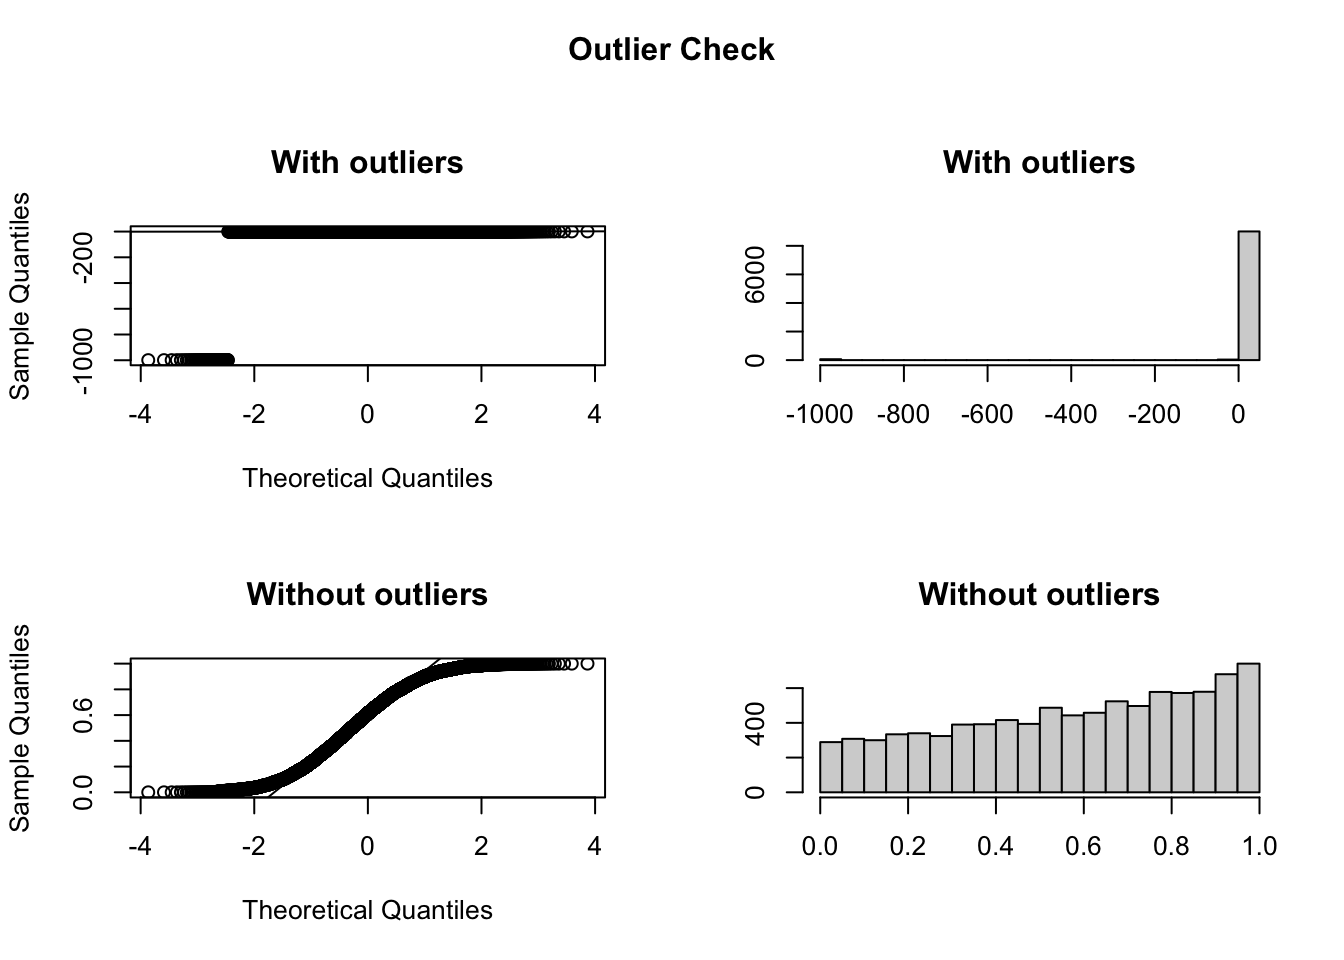 Outlier Check
With outliers
Sample Quantiles
-200
-1000
-4 -2 0 2 4
Theoretical Quantiles
With outliers
6000
0
-1000 -800 -600 -400 -200 0
Without outliers
Sample Quantiles
0.6
0.0
-4 -2 0 2 4
Theoretical Quantiles
Without outliers
400
0
0.0 0.2 0.4 0.6 0.8 1.0